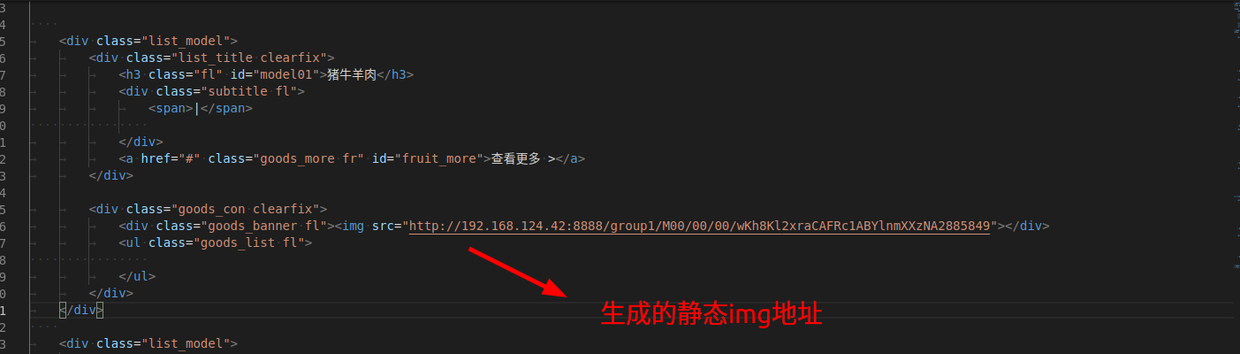 3
4
5 <div class="list_model">
6 <div class="list_title clearfix">
7 <h3 class="fl" id="model01">猪牛羊肉</h3>
8 <div class="subtitle fl">
9 <span>|</span>
0
1 </div>
2 <a href="#" class="goods_more fr" id="fruit_more">查看更多 ></a>
3 </div>
4
5 <div class="goods_con clearfix">
6 <div class="goods_banner fl"><img src="http://192.168.124.42:8888/group1/M00/00/00/wKh8Kl2xraCAFRc1ABYlnmXXzNA2885849"></div>
7 <ul class="goods_list fl">
8
9 </ul>
0 </div>
1 </div>
生成的静态img地址
2
3 <div class="list_model">